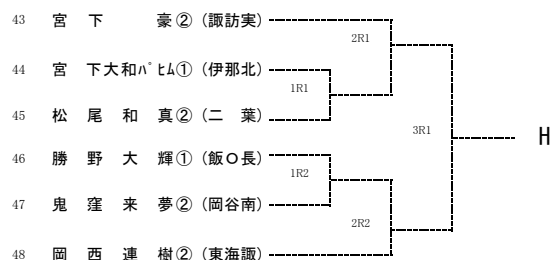 43 宮下 豪② (諏訪実)
2R1
44 宮 下大和ﾊﾟﾋﾑ① (伊那北)
1R1
45 松尾和真② (二 葉)
3R1
H
46 勝野大輝① (飯O長)
1R2
47 鬼窪来夢② (岡谷南)
2R2
48 岡西連樹② (東海諏)